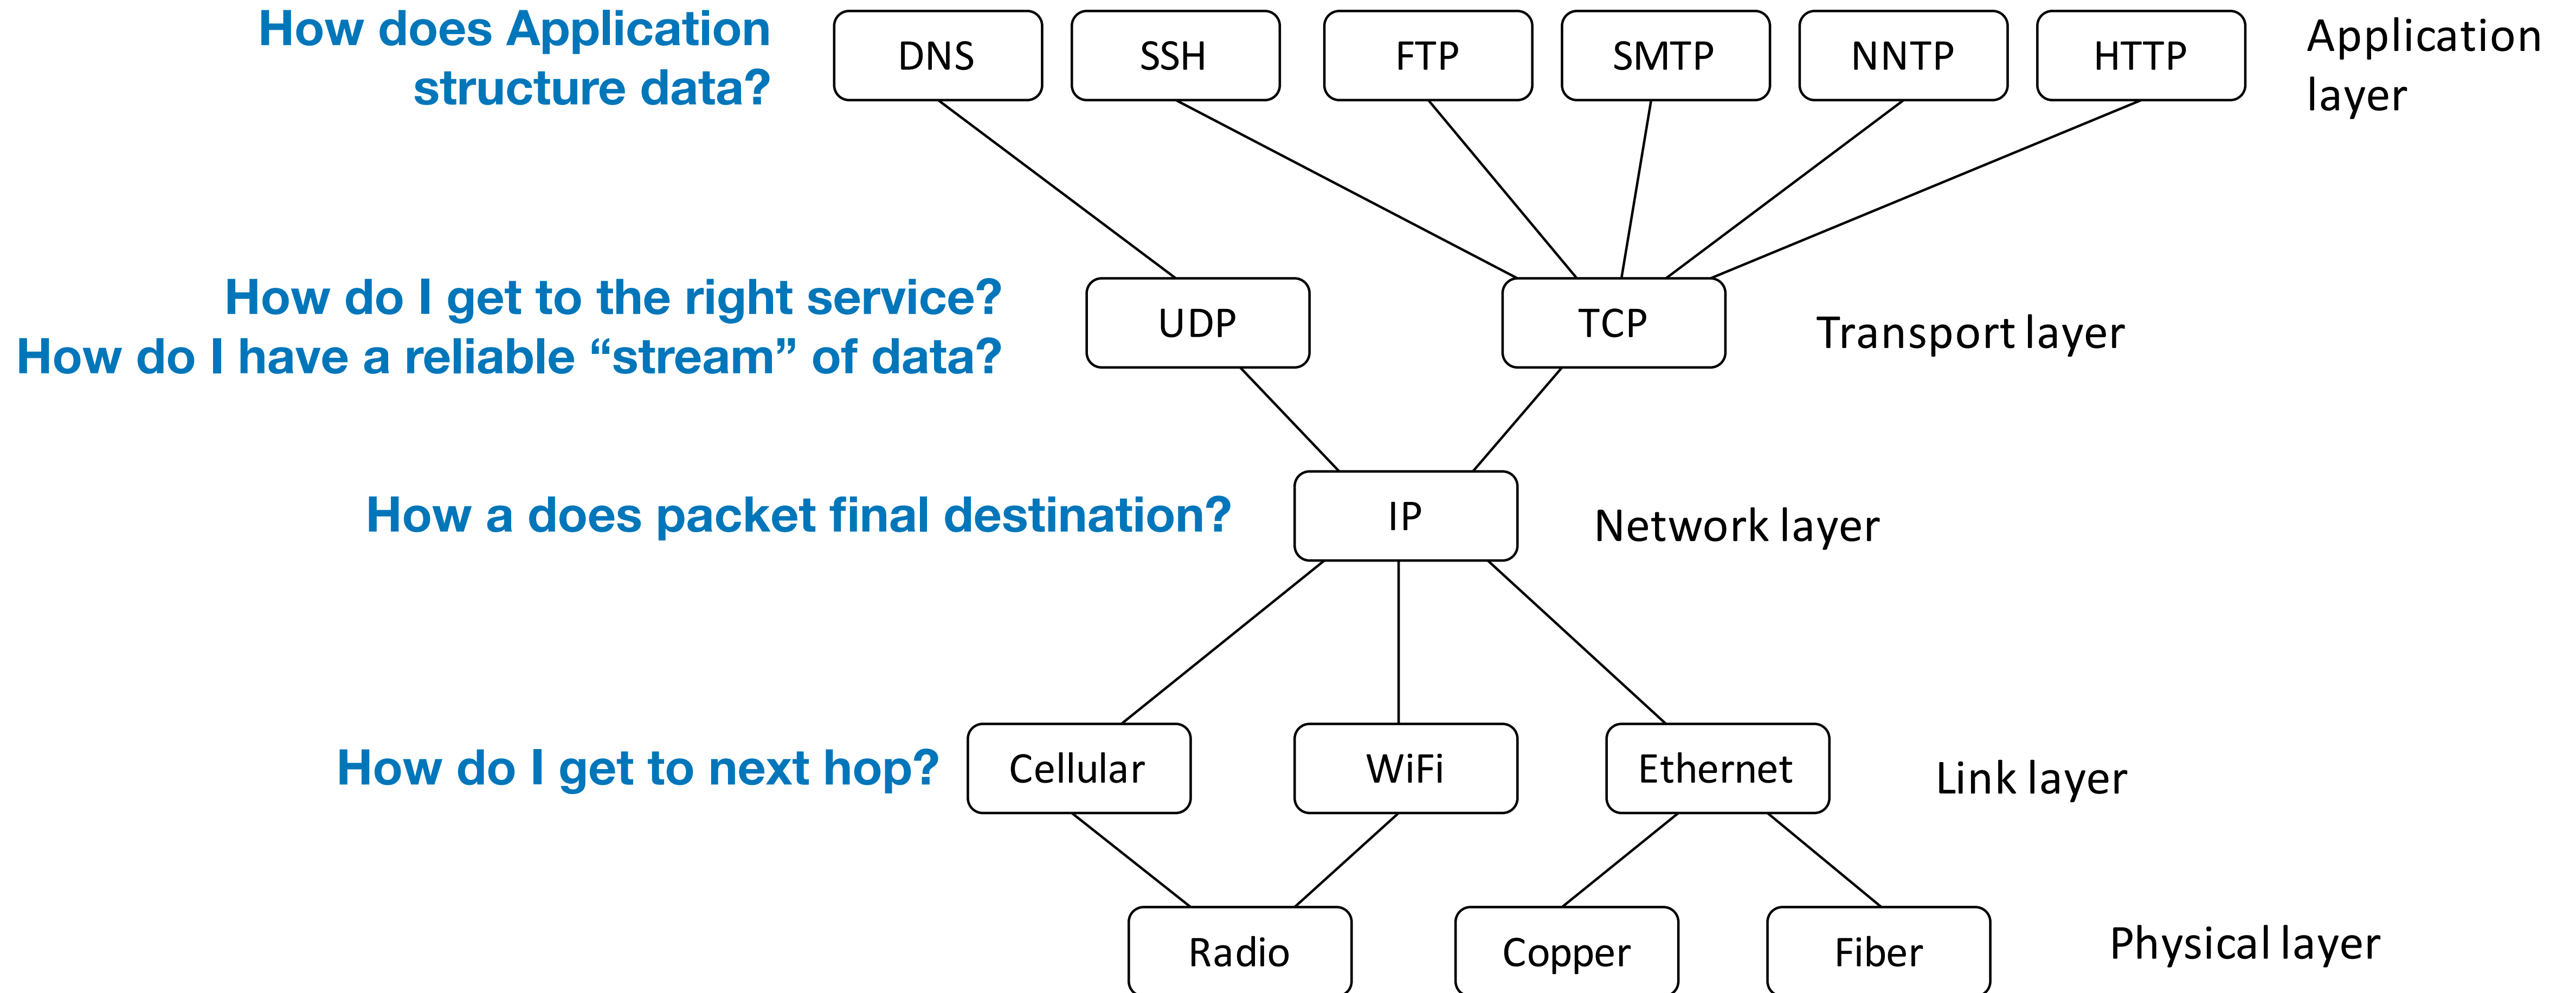 How does Application
structure data?
DNS
SSH
FTP
SMTP
NNTP
HTTP
Application
layer
How do I get to the right service?
How do I have a reliable “stream” of data?
UDP
TCP
Transport layer
How a does packet final destination?
IP
Network layer
How do I get to next hop?
Cellular
WiFi
Ethernet
Link layer
Radio
Copper
Fiber
Physical layer